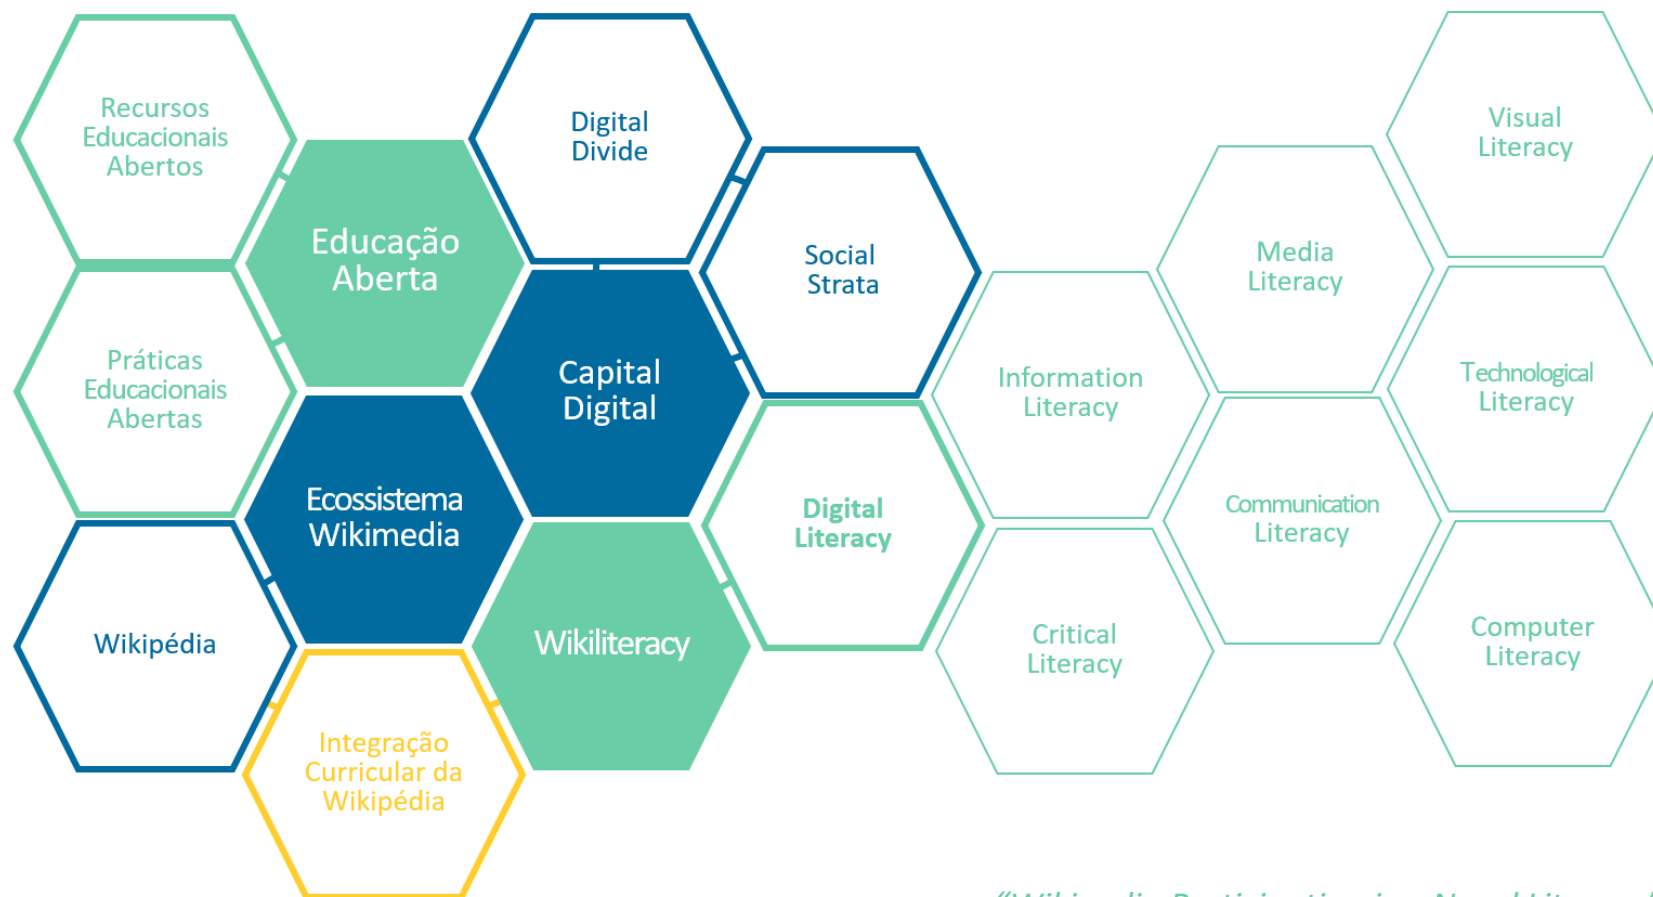 Recursos
Educacionais
Abertos
Práticas
Educacionais
Abertas
Wikipédia
Educação
Aberta
Ecossistema
Wikimedia
Integração
Curricular da
Wikipédia
Digital
Divide
Capital
Digital
Wikiliteracy
Social
Strata
Digital
Literacy
Information
Literacy
Critical
Literacy
Media
Literacy
Communication
Literacy
Visual
Literacy
Technological
Literacy
Computer
Literacy